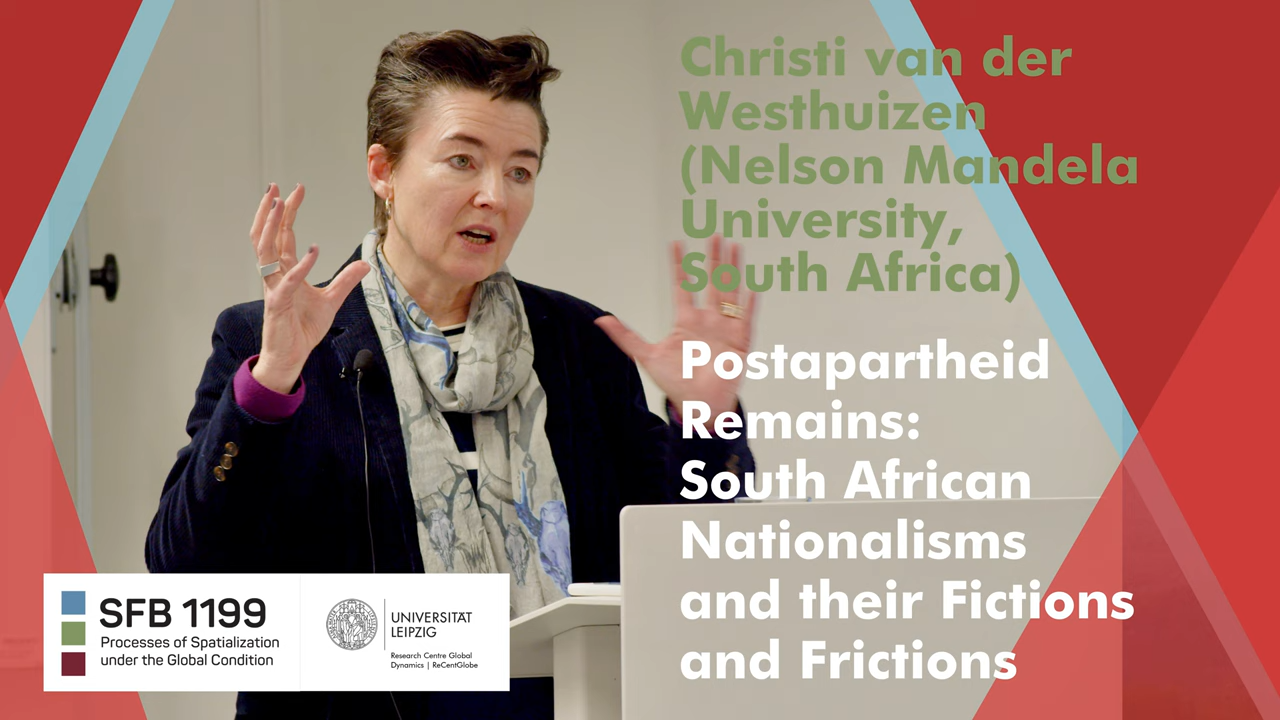 Christi van der
Westhuizen
(Nelson Mandela
University,
South Africa)
Postapartheid
Remains:
South African
Nationalisms
and their Fictions
and Frictions
SFB 1199
Processes of Spatialization
under the Global Condition
UNIVERSITÄT
LEIPZIG
Research Centre Global
Dynamics | ReCentGlobe